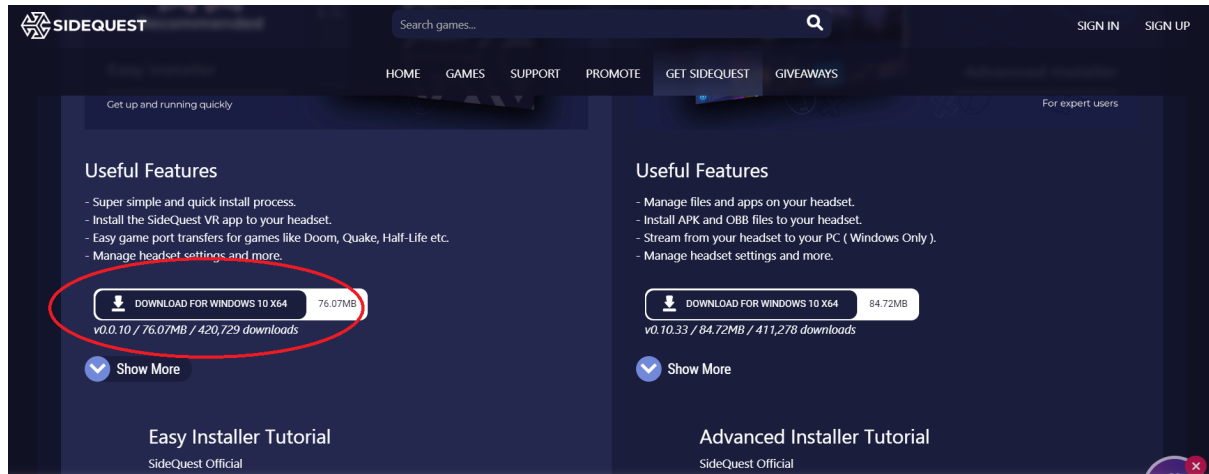 SIDEQUEST
Search games...
SIGN IN
SIGN UP
HOME
GAMES
SUPPORT
PROMOTE
GET SIDEQUEST
GIVEAWAYS
Get up and running quickly
For expert users
Useful Features
- Super simple and quick install process.
- Install the SideQuest VR app to your headset.
- Easy game port transfers for games like Doom, Quake, Half-Life etc.
- Manage headset settings and more.
DOWNLOAD FOR WINDOWS 10 X64
76.07MB
v0.0.10 / 76.07MB / 420,729 downloads
Show More
Easy Installer Tutorial
SideQuest Official
Useful Features
- Manage files and apps on your headset.
- Install APK and OBB files to your headset.
- Stream from your headset to your PC ( Windows Only ).
- Manage headset settings and more.
DOWNLOAD FOR WINDOWS 10 X64
84.72MB
v0.10.33 / 84.72MB / 411,278 downloads
Show More
Advanced Installer Tutorial
SideQuest Official